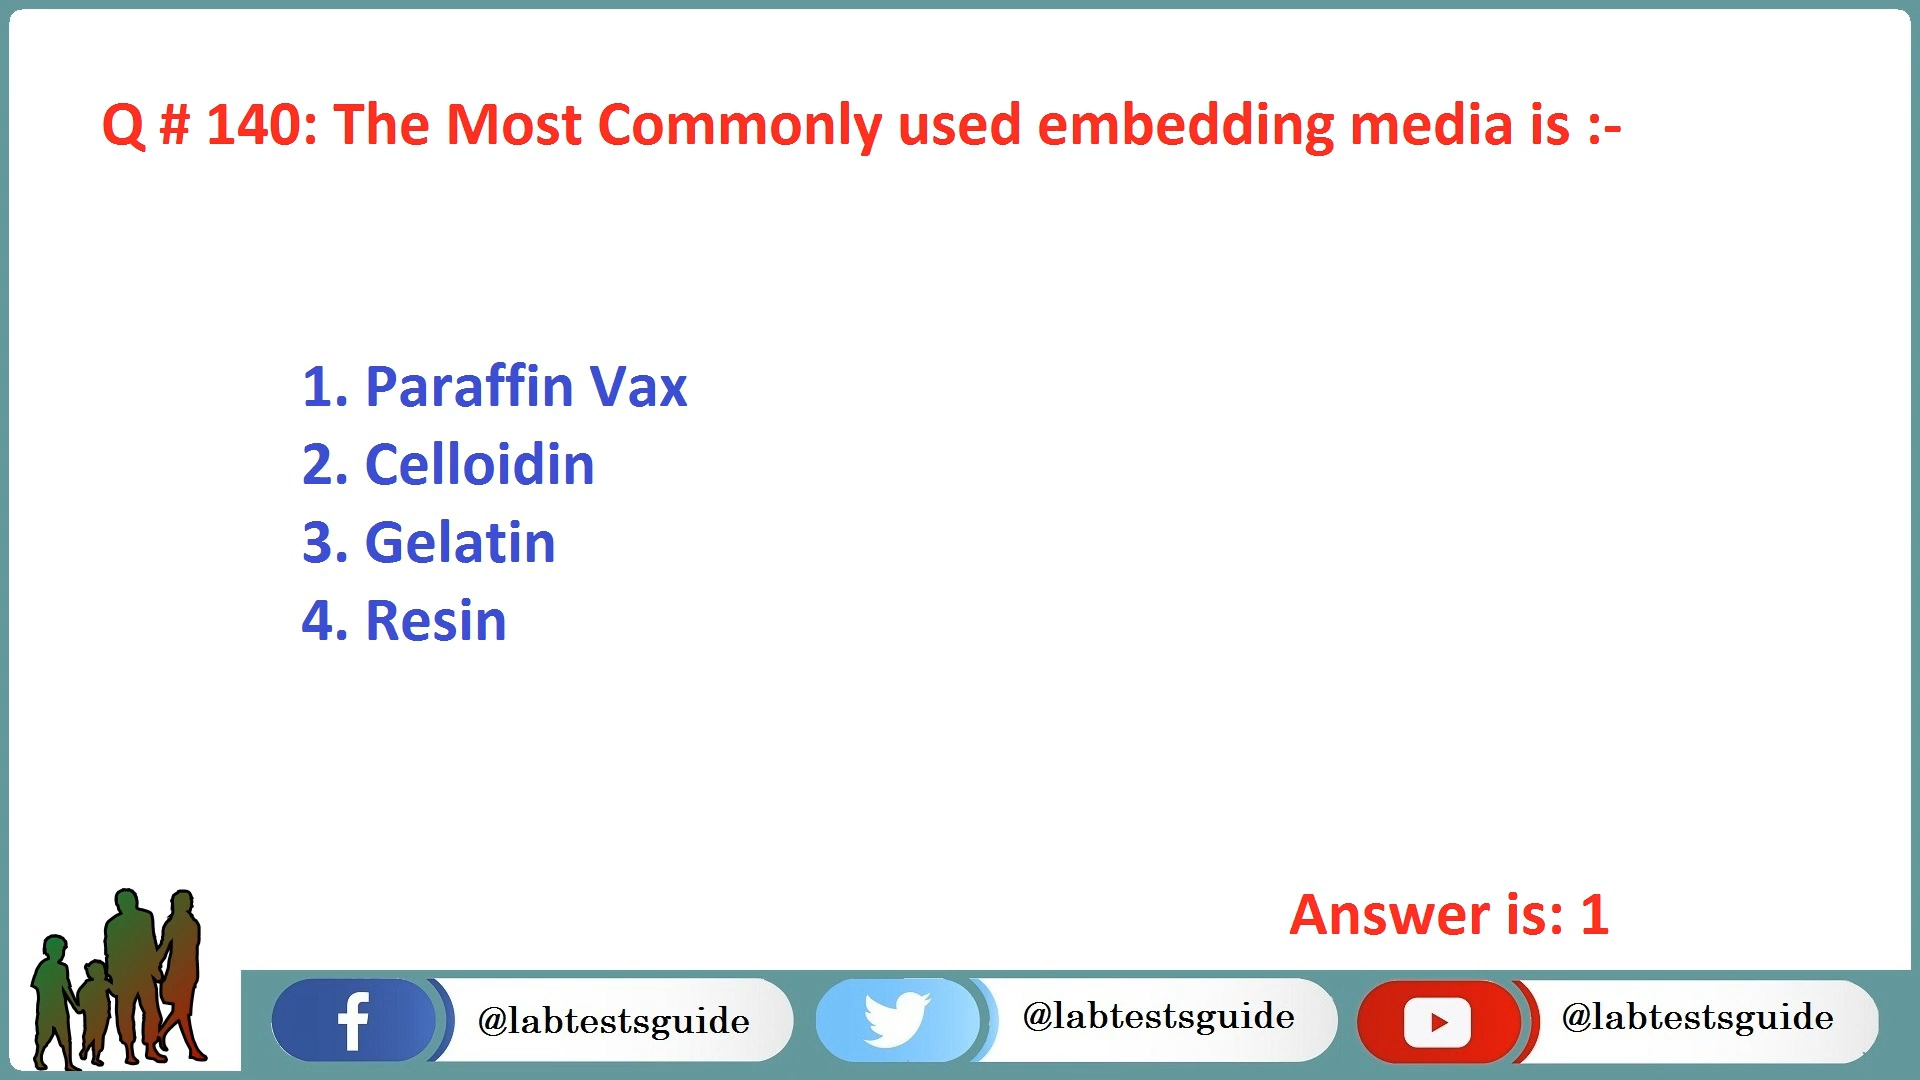 Q # 140: The Most Commonly used embedding media is :-
1. Paraffin Vax
2. Celloidin
3. Gelatin
4. Resin
Answer is: 1
@labtestsguide @labtestsguide @labtestsguide